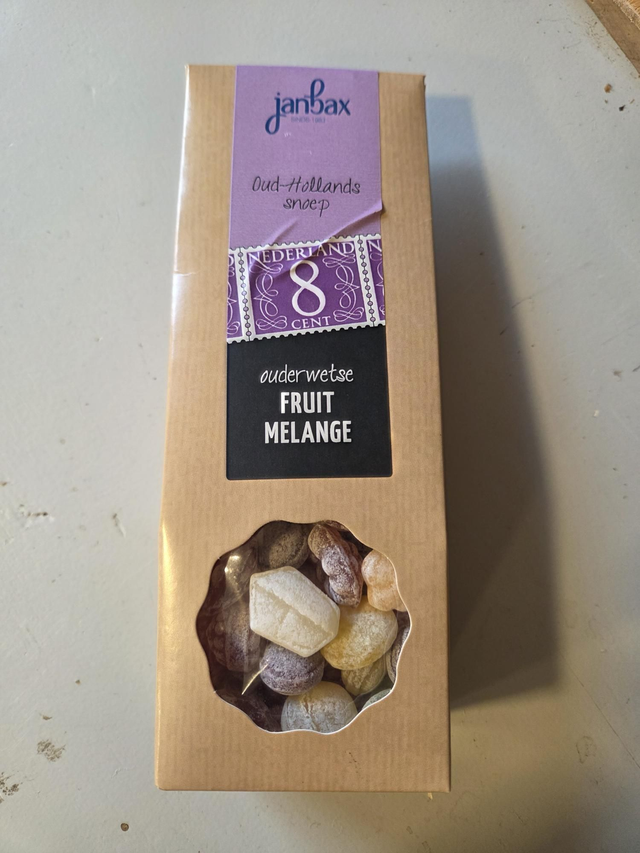 janbax
Oud-Hollands
snoep
NEDERLAND
8
CENT
ouderwetse
FRUIT
MELANGE